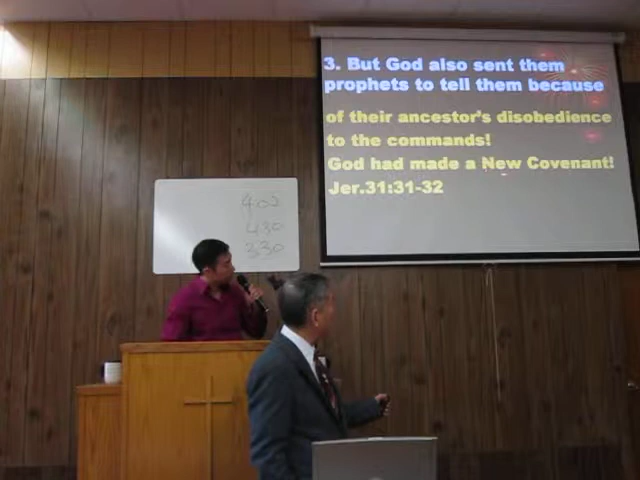 3. But God also sent them
prophets to tell them because
of their ancestor's disobedience
to the commands!
God had made a New Covenant!
Jer.31:31-32
402
430
330